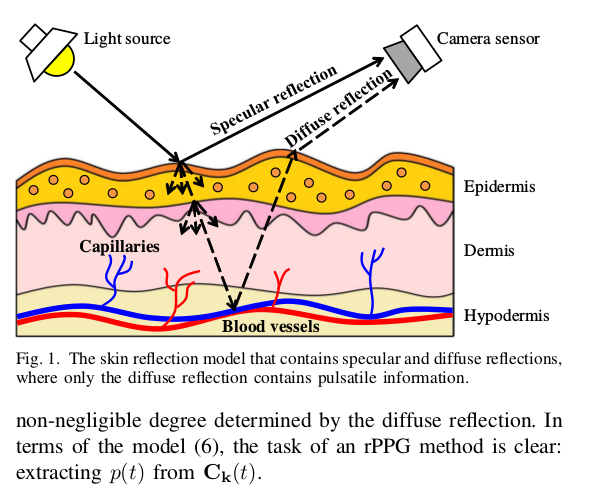 Light source
Camera sensor
Specular reflection
Diffuse reflection
Epidermis
Capillaries
Dermis
Hypodermis
Blood vessels
Fig. 1. The skin reflection model that contains specular and diffuse reflections,
where only the diffuse reflection contains pulsatile information.
non-negligible degree determined by the diffuse reflection. In
terms of the model (6), the task of an rPPG method is clear:
extracting p(t) from C_k(t).